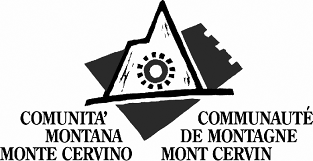 COMUNITA'
MONTANA
MONTE CERVINO
COMMUNAUTÉ
DE MONTAGNE
MONT CERVIN